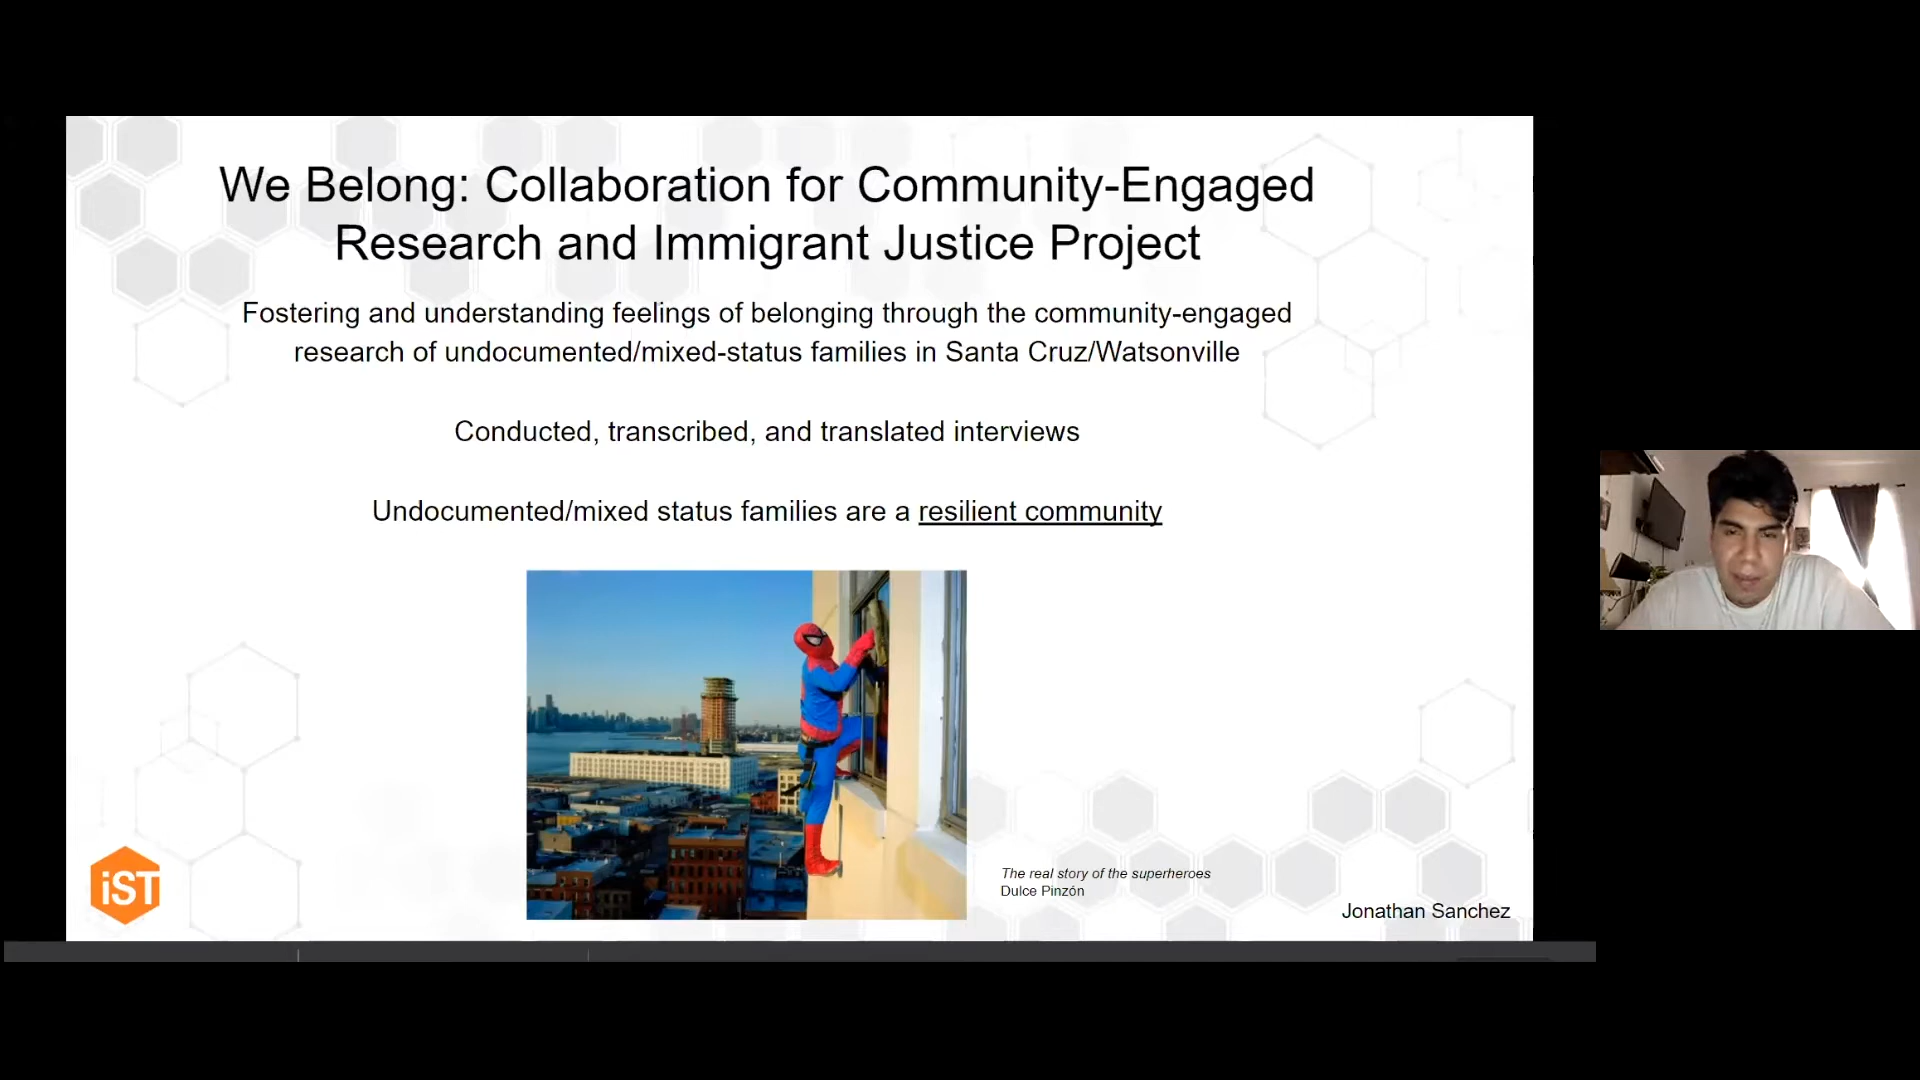 We Belong: Collaboration for Community-Engaged
Research and Immigrant Justice Project
Fostering and understanding feelings of belonging through the community-engaged
research of undocumented/mixed-status families in Santa Cruz/Watsonville
Conducted, transcribed, and translated interviews
Undocumented/mixed status families are a resilient community
The real story of the superheroes
Dulce Pinzón
Jonathan Sanchez
iST